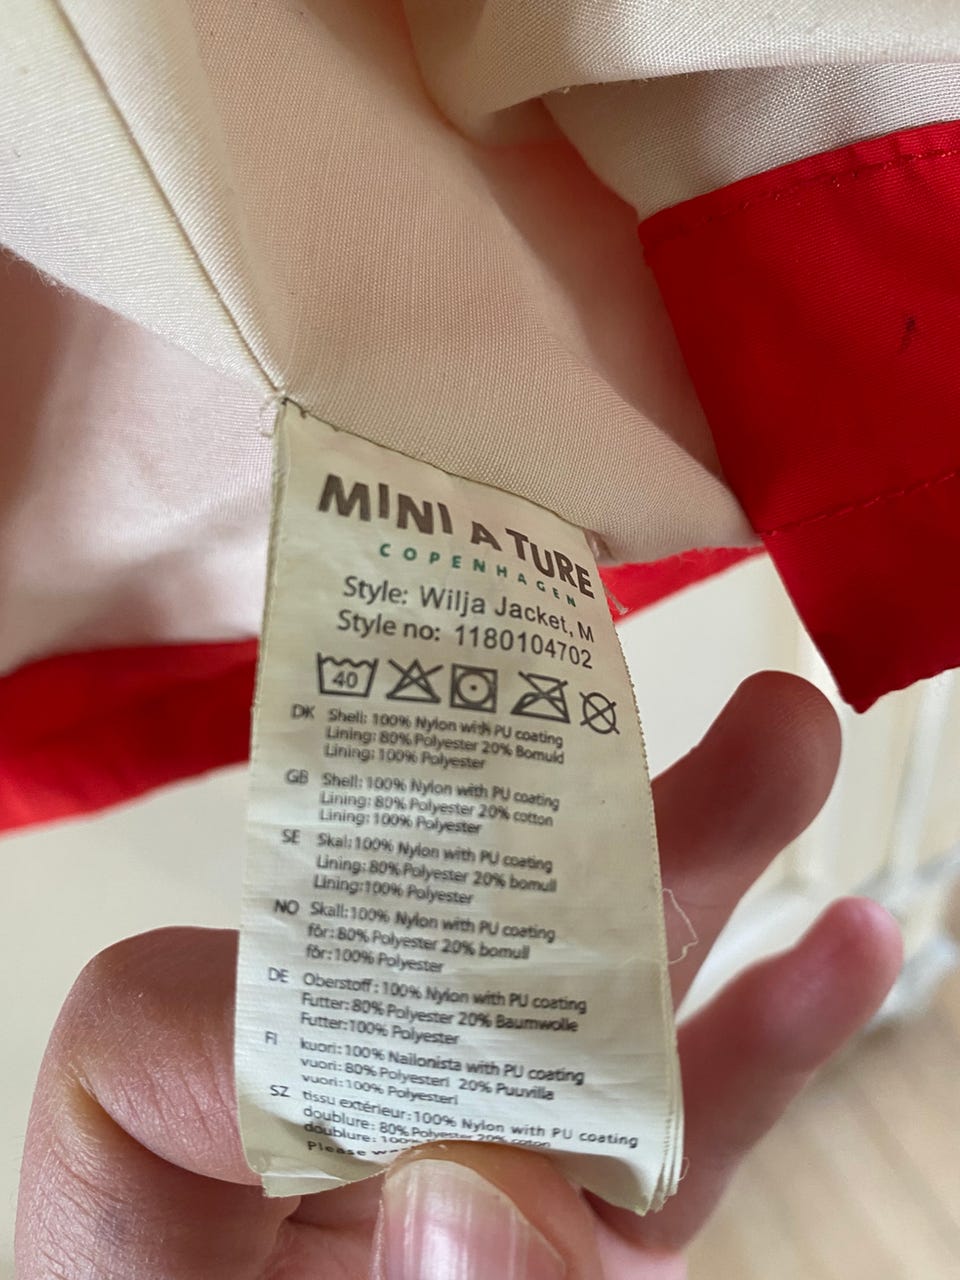 MINI A TURE
COPENHAGEN
Style: Wilja Jacket, M
Style no: 1180104702
40
DK Shell: 100% Nylon with PU coating
Lining: 80% Polyester 20% Bomuld
Lining: 100% Polyester
GB Shell: 100% Nylon with PU coating
Lining: 80% Polyester 20% cotton
Lining: 100% Polyester
SE Skal: 100% Nylon with PU coating
Lining: 80% Polyester 20% bomull
Lining:100% Polyester
NO Skall:100% Nylon with PU coating
fôr: 80% Polyester 20% bomull
fôr: 100% Polyester
DE Oberstoff: 100% Nylon with PU coating
Futter: 80% Polyester 20% Baumwolle
Futter:100% Polyester
FI kuori: 100% Nailonista with PU coating
vuori: 80% Polyesteri 20% Puuvilla
vuori: 100% Polyesteri
SZ tissu extérieur: 100% Nylon with PU coating
doublure: 80% Polyester 20% coton
doublure: 100%
Please